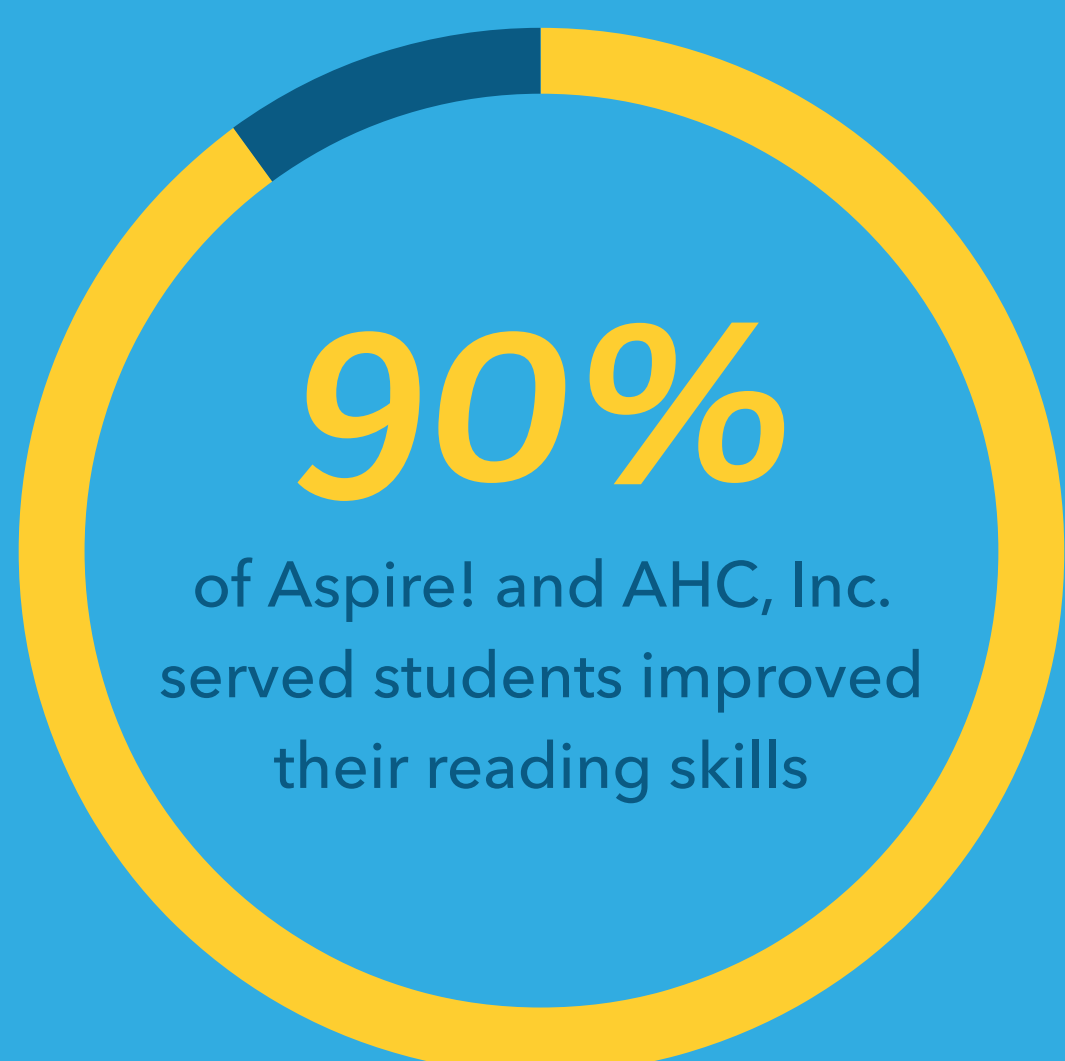 90%
of Aspire! and AHC, Inc.
served students improved
their reading skills